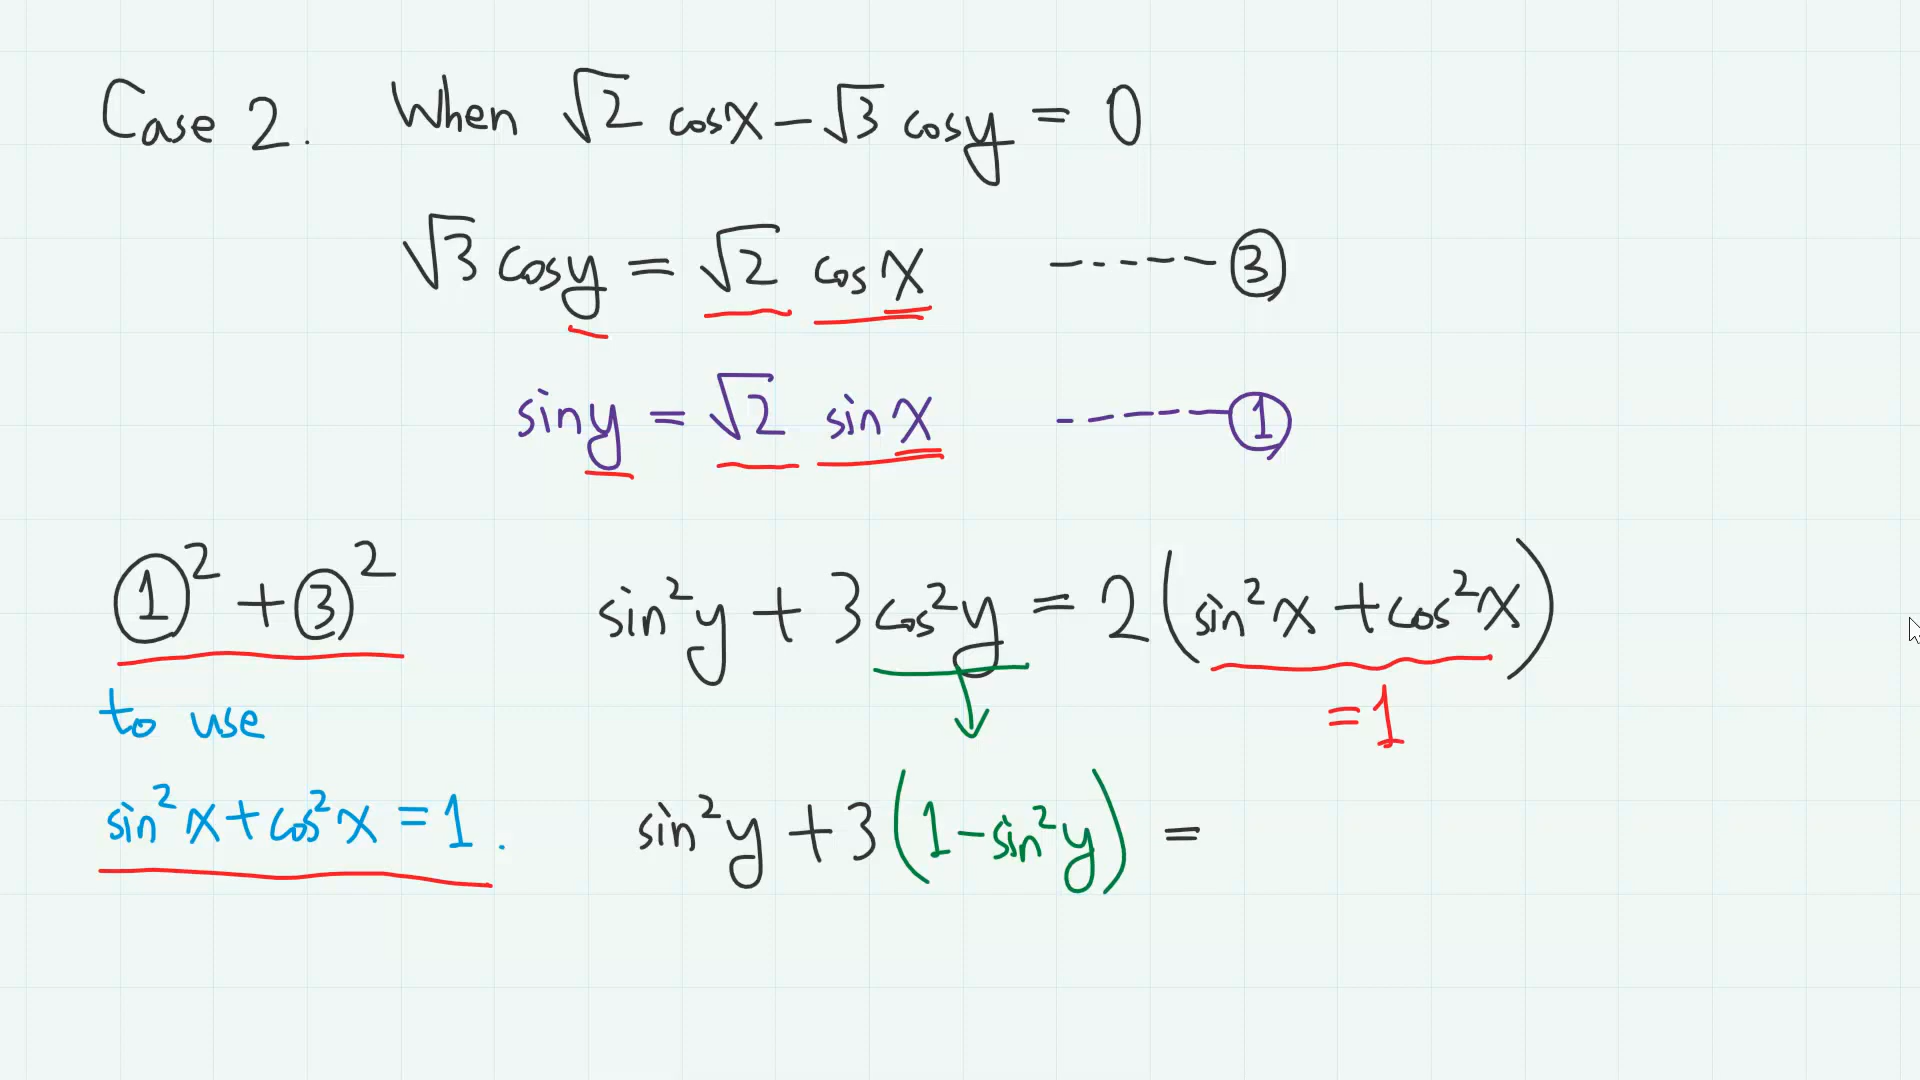 Case 2. When √2 cosx − √3 cosy = 0
√3 cosy = √2 cosx ------ ③
siny = √2 sinx ------ ①
①² + ③² sin²y + 3cos²y = 2(sin²x + cos²x)
to use = 1
sin²x + cos²x = 1. sin²y + 3(1 − sin²y) =